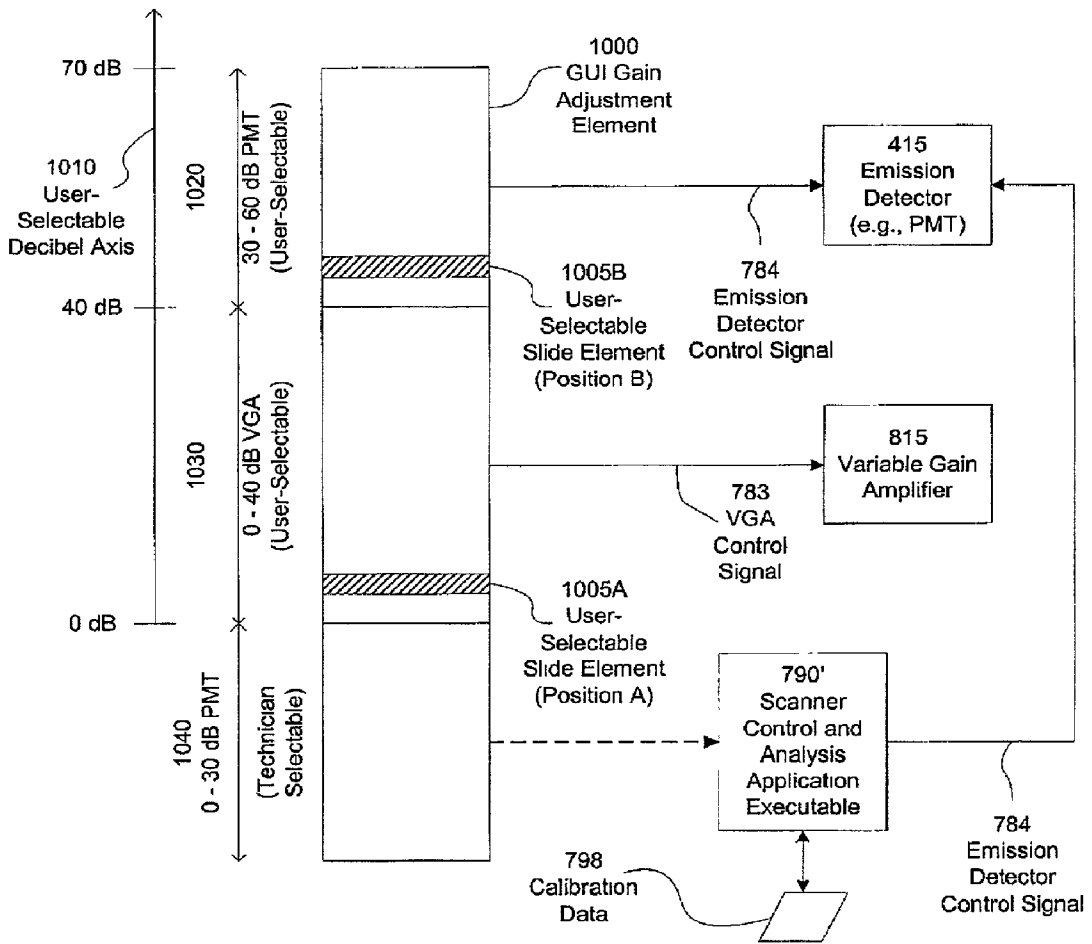 70 dB
1010
User-
Selectable
Decibel Axis
40 dB
0 dB
1020
30 - 60 dB PMT
(User-Selectable)
1030
0 - 40 dB VGA
(User-Selectable)
1040
0 - 30 dB PMT
(Technician
Selectable)
1000
GUI Gain
Adjustment
Element
1005B
User-
Selectable
Slide Element
(Position B)
784
Emission
Detector
Control Signal
415
Emission
Detector
(e.g., PMT)
783
VGA
Control
Signal
815
Variable Gain
Amplifier
1005A
User-
Selectable
Slide Element
(Position A)
790'
Scanner
Control and
Analysis
Application
Executable
798
Calibration
Data
784
Emission
Detector
Control Signal